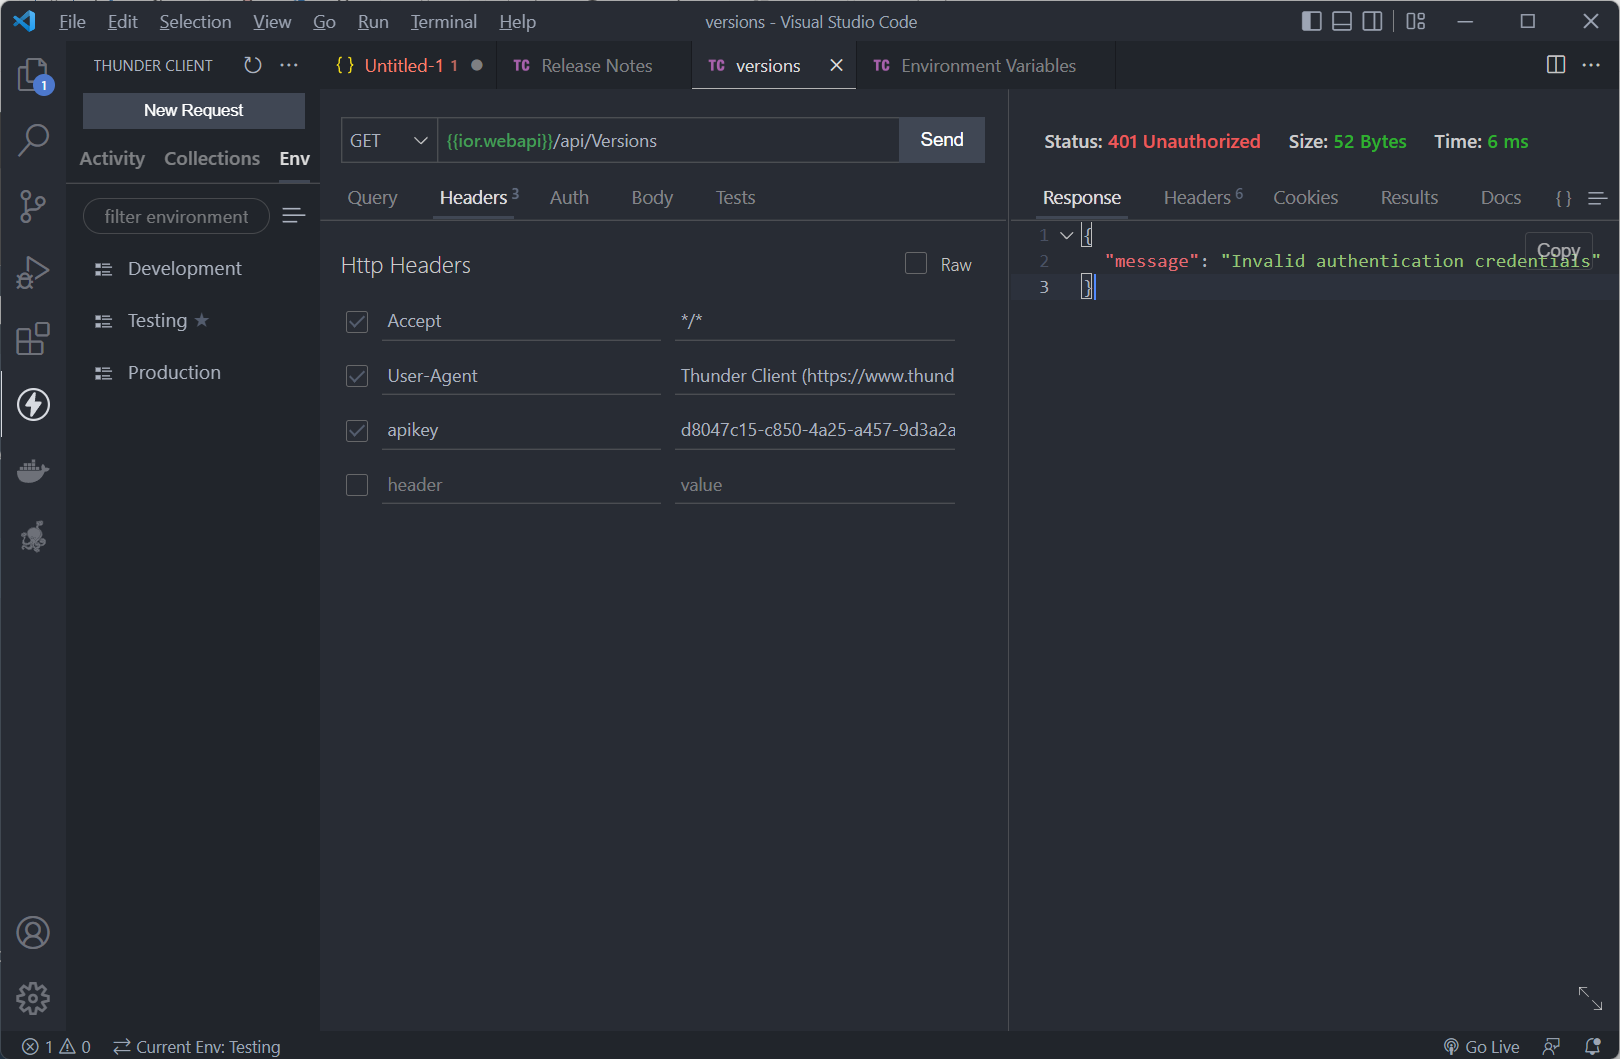 File Edit Selection View Go Run Terminal Help
versions - Visual Studio Code
1
THUNDER CLIENT
New Request
Activity Collections Env
filter environment
Development
Testing
Production
{ } Untitled-1 1
TC Release Notes
TC versions
TC Environment Variables
GET
{{ior.webapi}}/api/Versions
Send
Query Headers 3 Auth Body Tests
Http Headers
Raw
Accept */*
User-Agent Thunder Client (https://www.thund
apikey d8047c15-c850-4a25-a457-9d3a2a
header value
Status: 401 Unauthorized Size: 52 Bytes Time: 6 ms
Response Headers 6 Cookies Results Docs { }
1 {
Copy
2 "message": "Invalid authentication credentials"
3 }
1 0 Current Env: Testing
Go Live